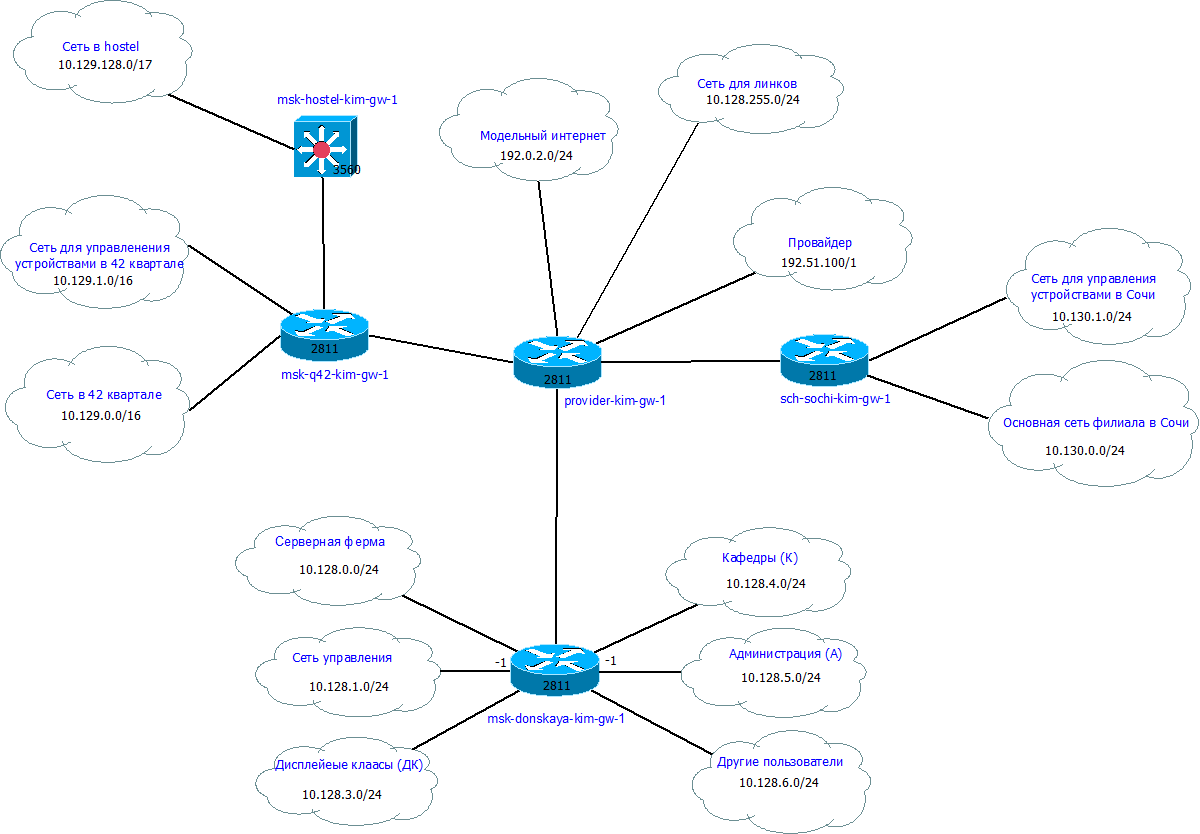 Сеть в hostel
10.129.128.0/17
msk-hostel-kim-gw-1
3560
Модельный интернет
192.0.2.0/24
Сеть для линков
10.128.255.0/24
Провайдер
192.51.100/1
Сеть для управленения
устройствами в 42 квартале
10.129.1.0/16
Сеть для управления
устройствами в Сочи
10.130.1.0/24
2811
msk-q42-kim-gw-1
2811
provider-kim-gw-1
2811
sch-sochi-kim-gw-1
Сеть в 42 квартале
10.129.0.0/16
Основная сеть филиала в Сочи
10.130.0.0/24
Серверная ферма
10.128.0.0/24
Кафедры (К)
10.128.4.0/24
Сеть управления
10.128.1.0/24
-1
-1
2811
msk-donskaya-kim-gw-1
Администрация (А)
10.128.5.0/24
Дисплейеые клаасы (ДК)
10.128.3.0/24
Другие пользователи
10.128.6.0/24